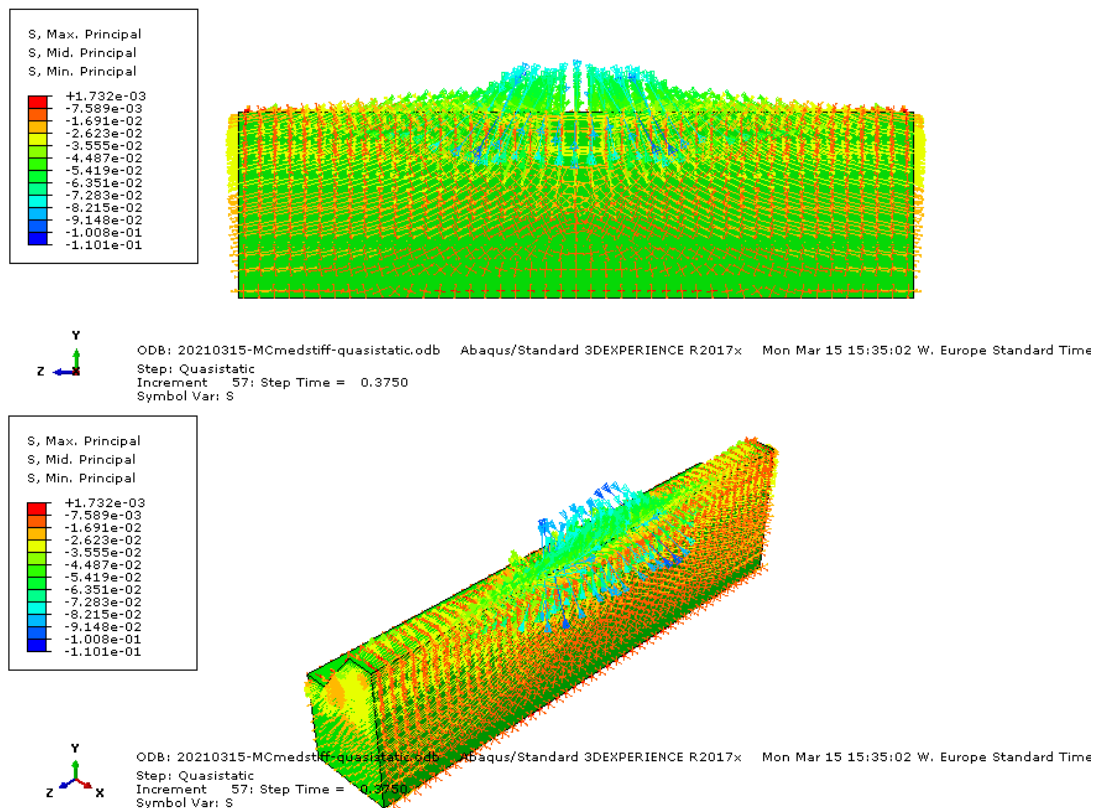 S, Max. Principal
S, Mid. Principal
S, Min. Principal
+1.732e-03
-7.589e-03
-1.691e-02
-2.623e-02
-3.555e-02
-4.487e-02
-5.419e-02
-6.351e-02
-7.283e-02
-8.215e-02
-9.148e-02
-1.008e-01
-1.101e-01
Y
Z X
ODB: 20210315-MCmedstiff-quasistatic.odb Abaqus/Standard 3DEXPERIENCE R2017x Mon Mar 15 15:35:02 W. Europe Standard Time
Step: Quasistatic
Increment 57: Step Time = 0.3750
Symbol Var: S
S, Max. Principal
S, Mid. Principal
S, Min. Principal
+1.732e-03
-7.589e-03
-1.691e-02
-2.623e-02
-3.555e-02
-4.487e-02
-5.419e-02
-6.351e-02
-7.283e-02
-8.215e-02
-9.148e-02
-1.008e-01
-1.101e-01
Y
Z X
ODB: 20210315-MCmedstiff-quasistatic.odb Abaqus/Standard 3DEXPERIENCE R2017x Mon Mar 15 15:35:02 W. Europe Standard Time
Step: Quasistatic
Increment 57: Step Time = 0.3750
Symbol Var: S